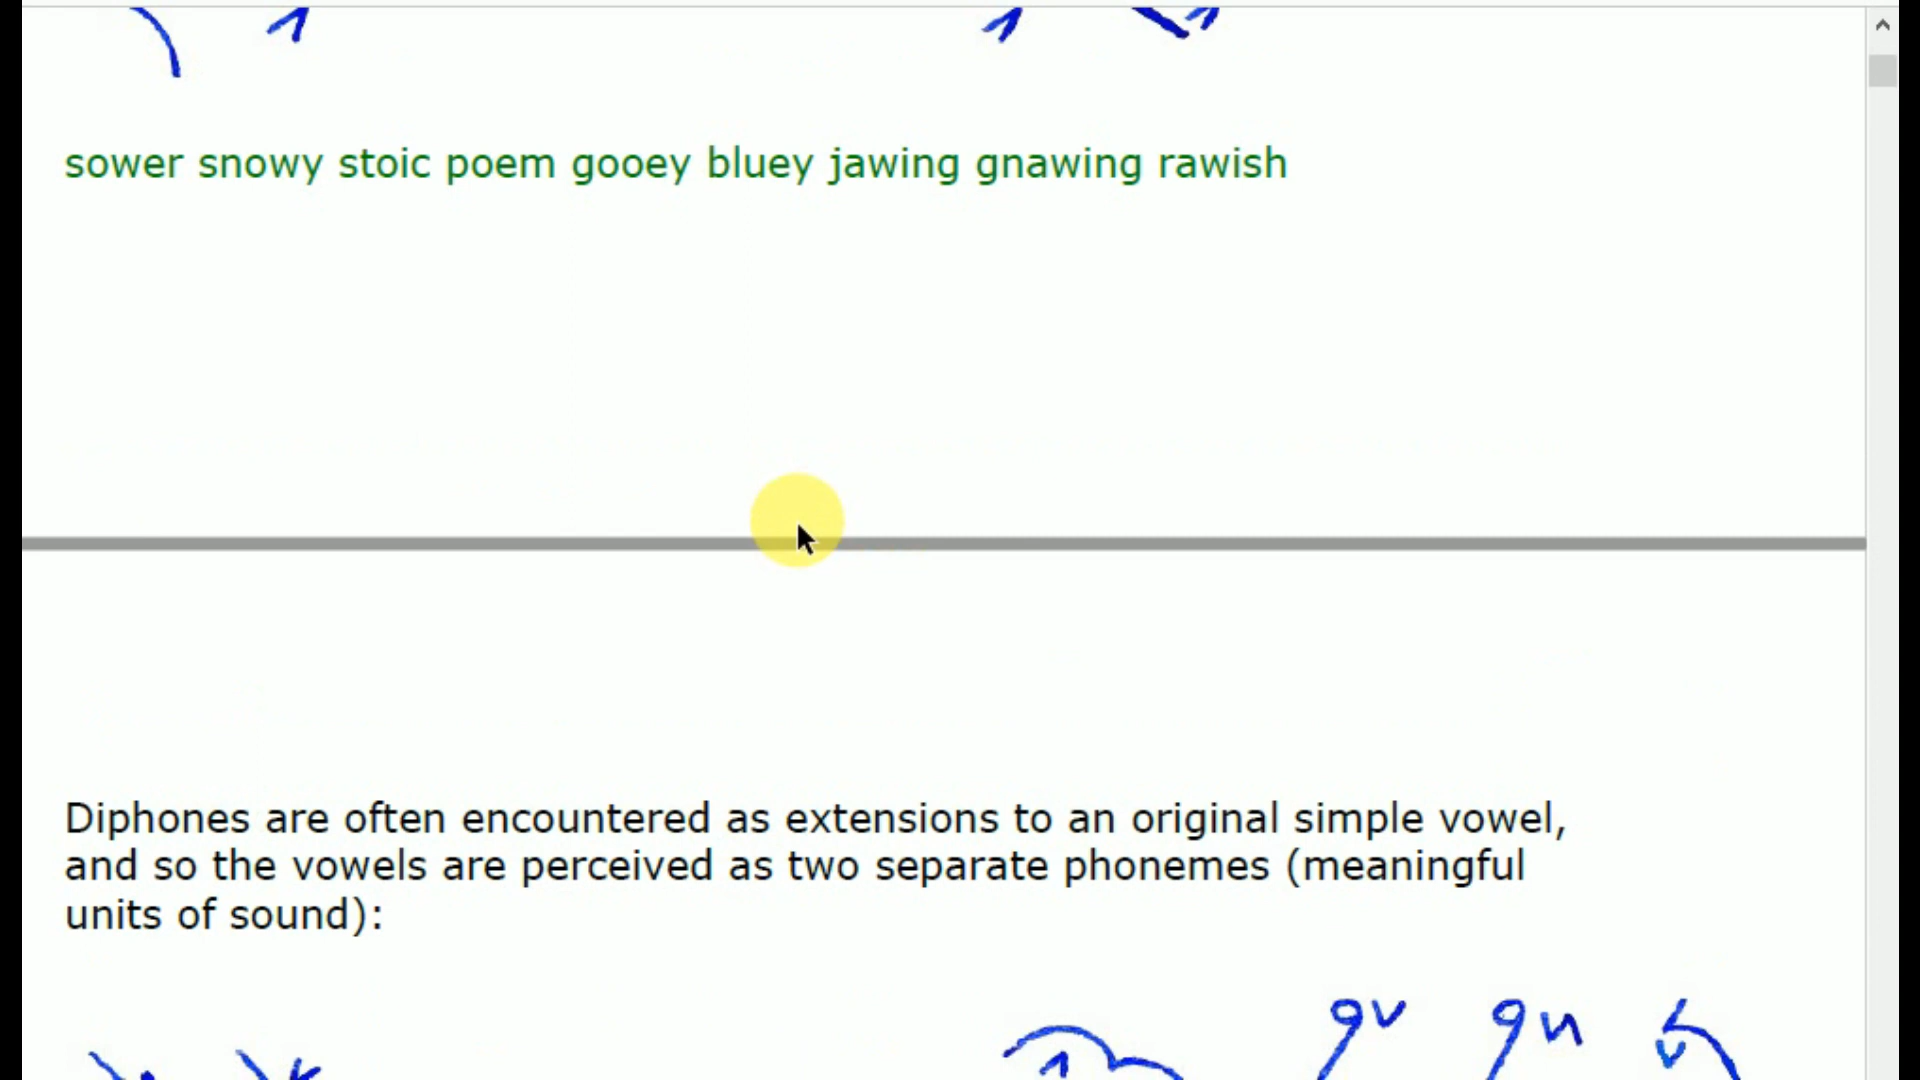 sower snowy stoic poem gooey bluey jawing gnawing rawish
Diphones are often encountered as extensions to an original simple vowel,
and so the vowels are perceived as two separate phonemes (meaningful
units of sound):